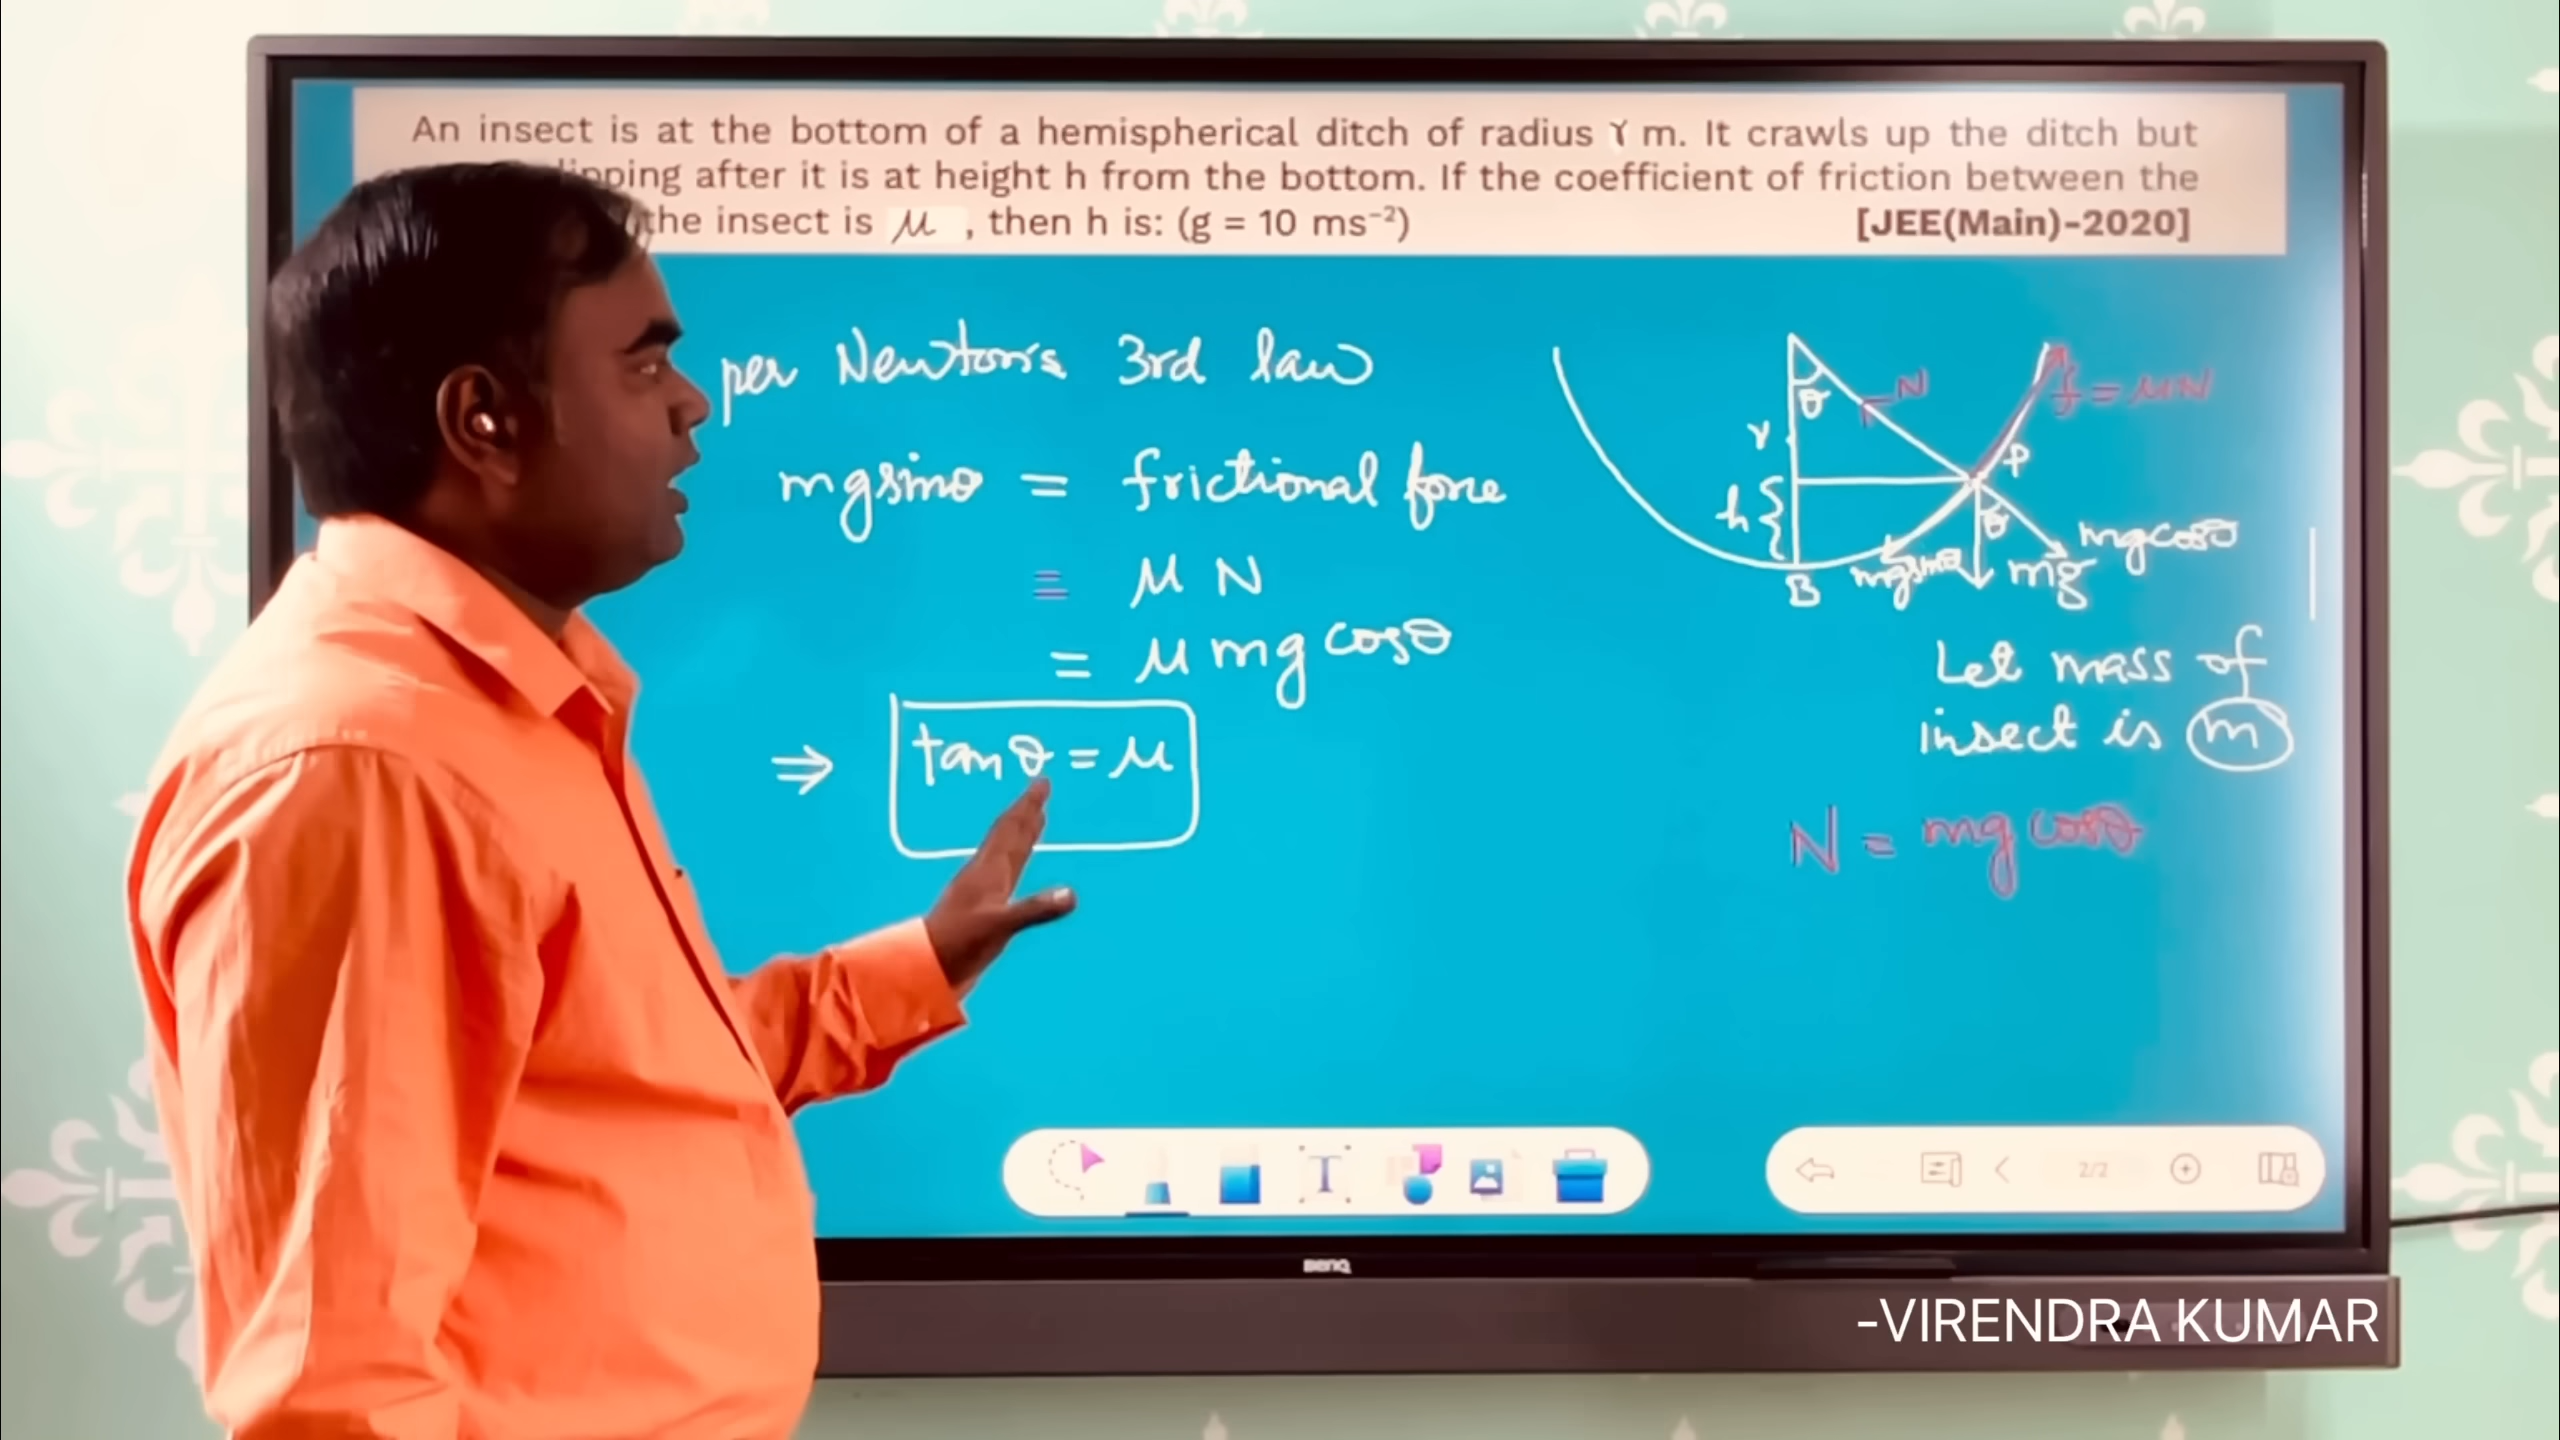 An insect is at the bottom of a hemispherical ditch of radius r m. It crawls up the ditch but
pping after it is at height h from the bottom. If the coefficient of friction between the
the insect is μ , then h is: (g = 10 ms⁻²) [JEE(Main)-2020]
per Newton's 3rd law
mgsinθ = frictional force
= μ N
= μ mg cosθ
⇒ tanθ = μ
θ
N
f = μN
r
P
h
θ
mgcosθ
mgsinθ
mg
B
Let mass of
insect is m
N = mg cosθ
T
2/2
BenQ
-VIRENDRA KUMAR